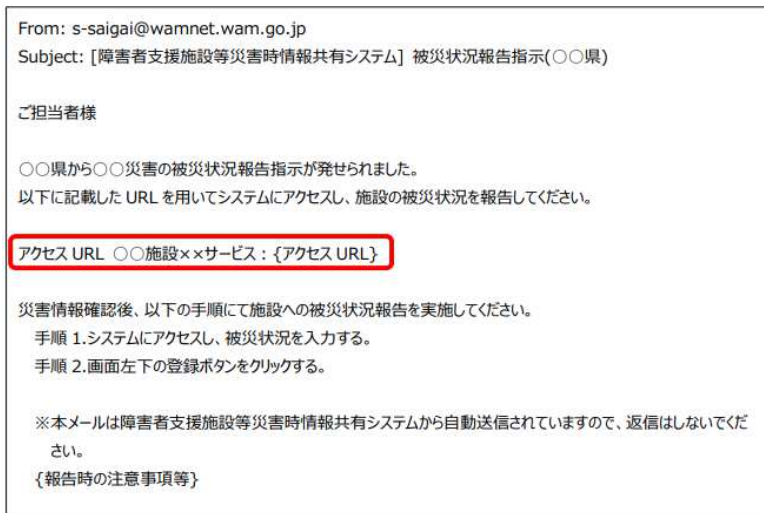 From: s-saigai@wamnet.wam.go.jp
Subject: [障害者支援施設等災害時情報共有システム] 被災状況報告指示(○○県)
ご担当者様
○○県から○○災害の被災状況報告指示が発せられました。
以下に記載した URL を用いてシステムにアクセスし、施設の被災状況を報告してください。
アクセス URL ○○施設××サービス：{アクセス URL}
災害情報確認後、以下の手順にて施設への被災状況報告を実施してください。
手順 1.システムにアクセスし、被災状況を入力する。
手順 2.画面左下の登録ボタンをクリックする。
※本メールは障害者支援施設等災害時情報共有システムから自動送信されていますので、返信はしないでくだ
さい。
{報告時の注意事項等}